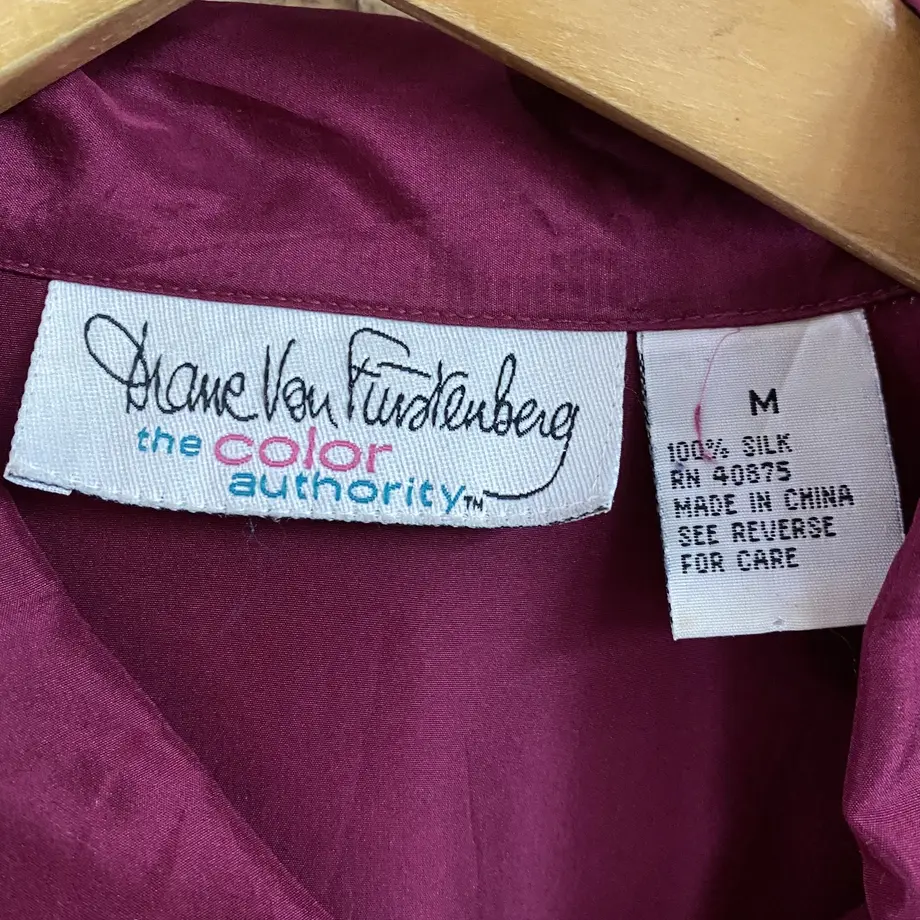 Diane Von Furstenberg
the color
authority™
M
100% SILK
RN 40875
MADE IN CHINA
SEE REVERSE
FOR CARE